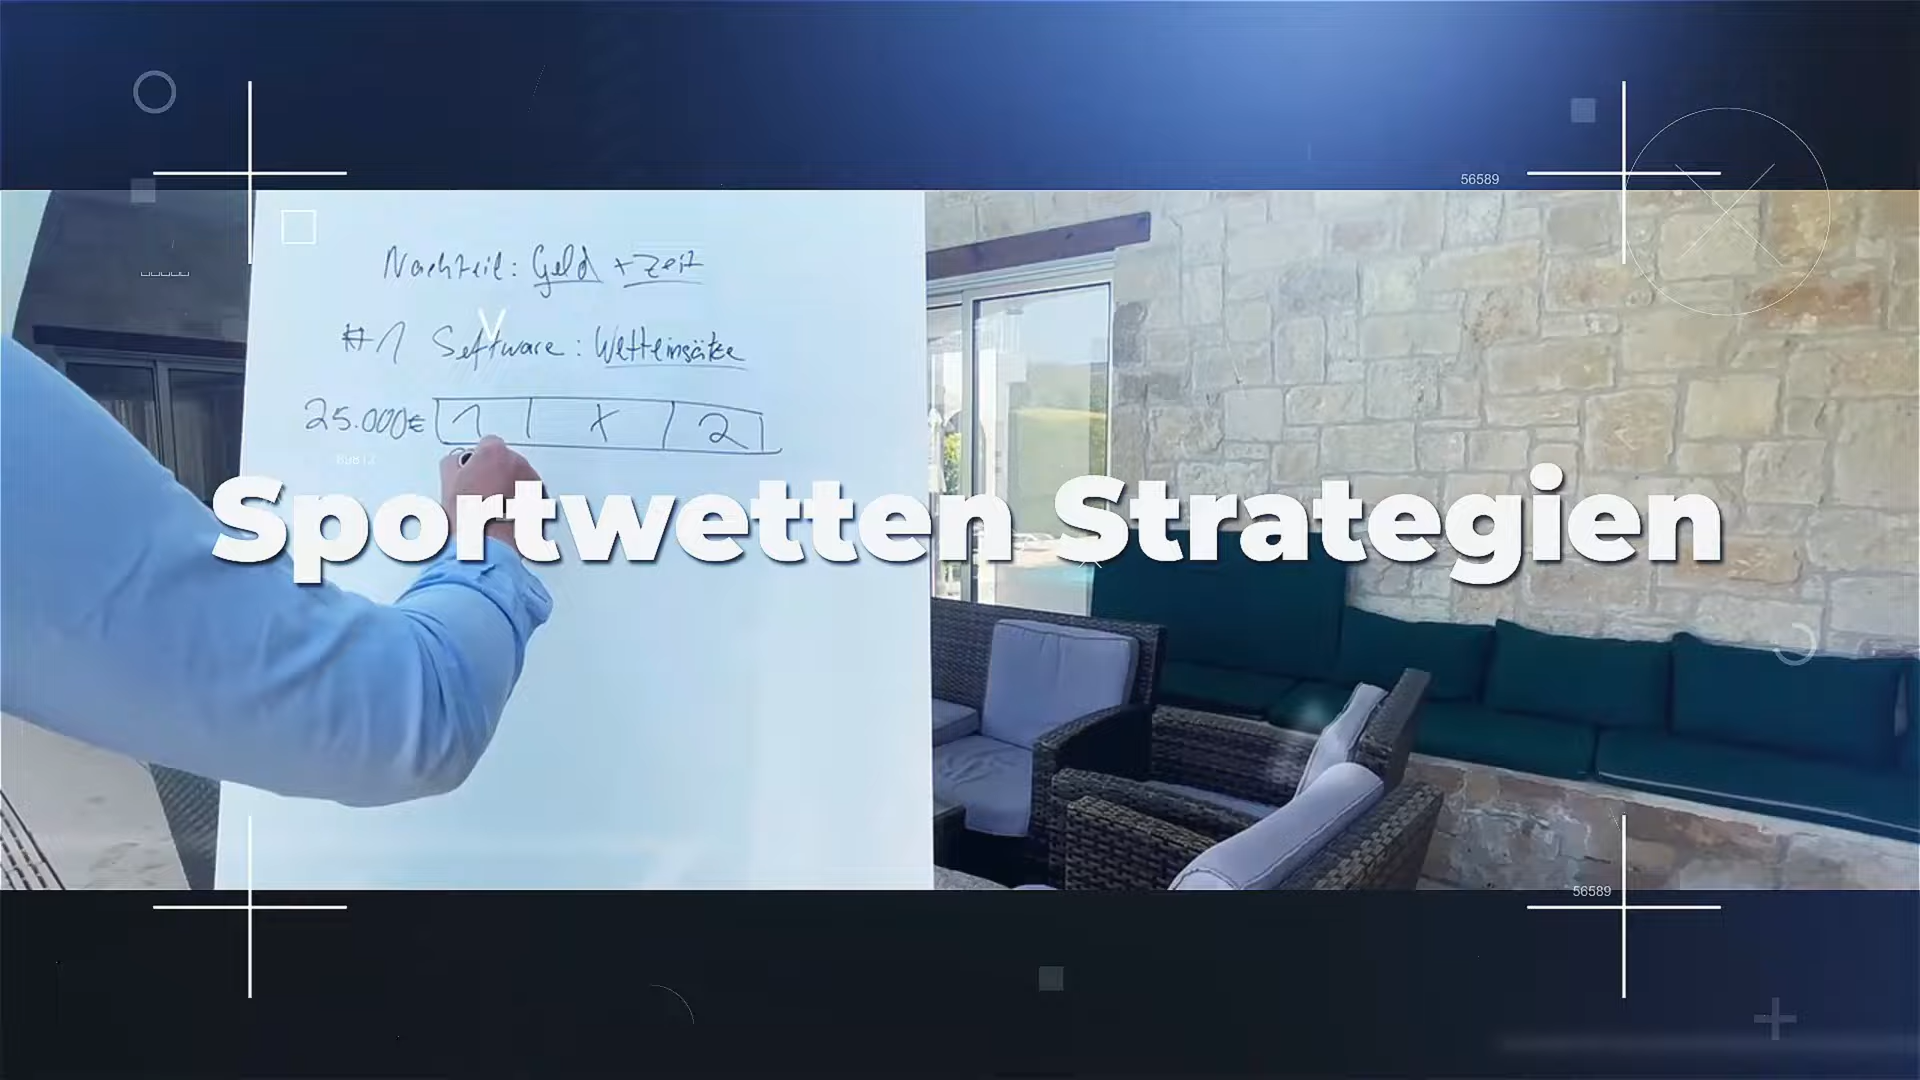 56589
Nachteil: Geld + Zeit
#1 Software: Wetteinsätze
25.000€ 1 X 2
Sportwetten Strategien
56589